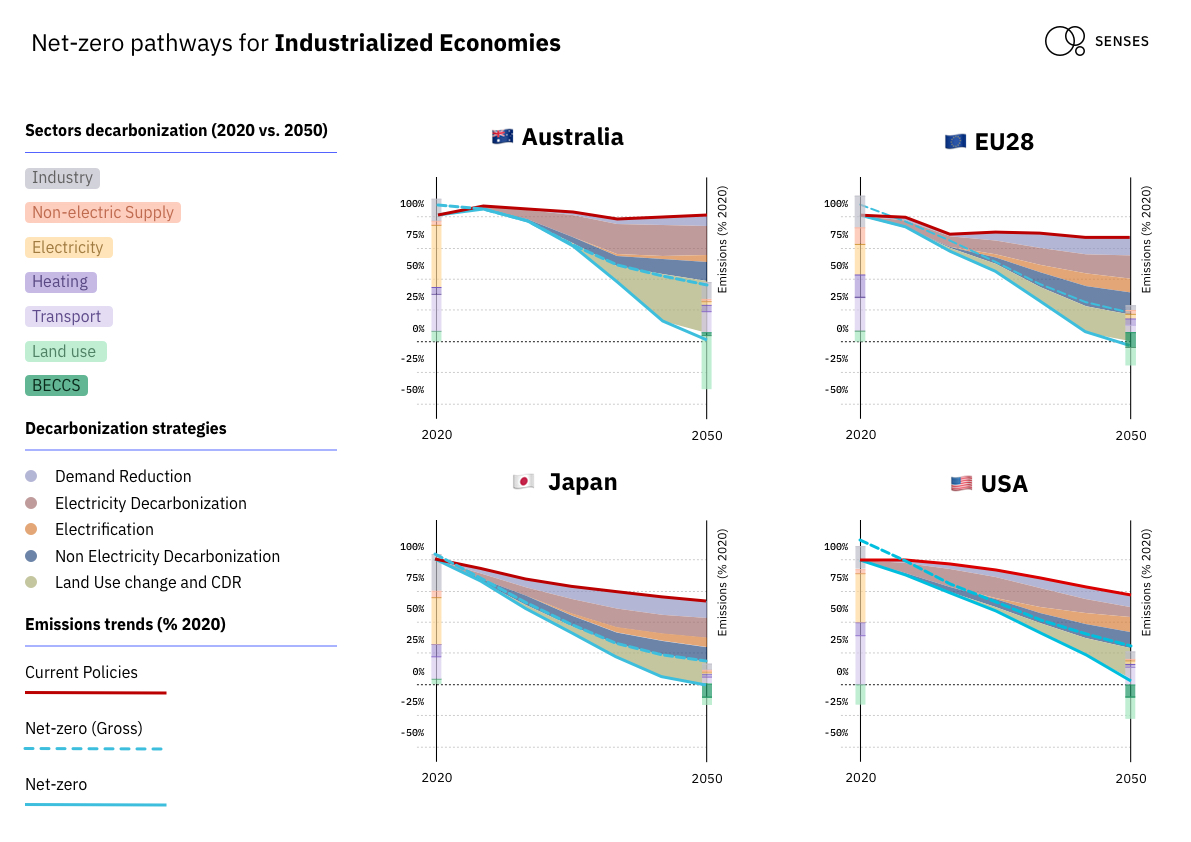 Net-zero pathways for Industrialized Economies
SENSES
Sectors decarbonization (2020 vs. 2050)
Industry
Non-electric Supply
Electricity
Heating
Transport
Land use
BECCS
Decarbonization strategies
Demand Reduction
Electricity Decarbonization
Electrification
Non Electricity Decarbonization
Land Use change and CDR
Emissions trends (% 2020)
Current Policies
Net-zero (Gross)
Net-zero
Australia
100%
75%
50%
25%
0%
-25%
-50%
Emissions (% 2020)
2020
2050
EU28
100%
75%
50%
25%
0%
-25%
-50%
Emissions (% 2020)
2020
2050
Japan
100%
75%
50%
25%
0%
-25%
-50%
Emissions (% 2020)
2020
2050
USA
100%
75%
50%
25%
0%
-25%
-50%
Emissions (% 2020)
2020
2050